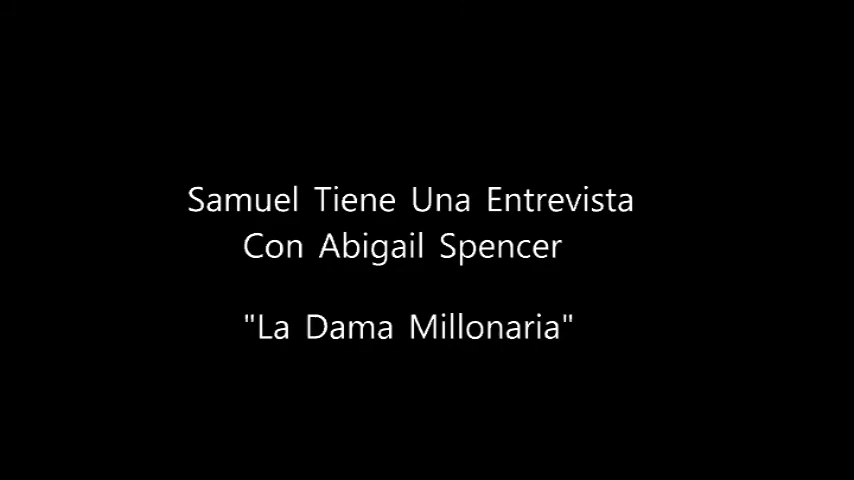 Samuel Tiene Una Entrevista
Con Abigail Spencer
"La Dama Millonaria"